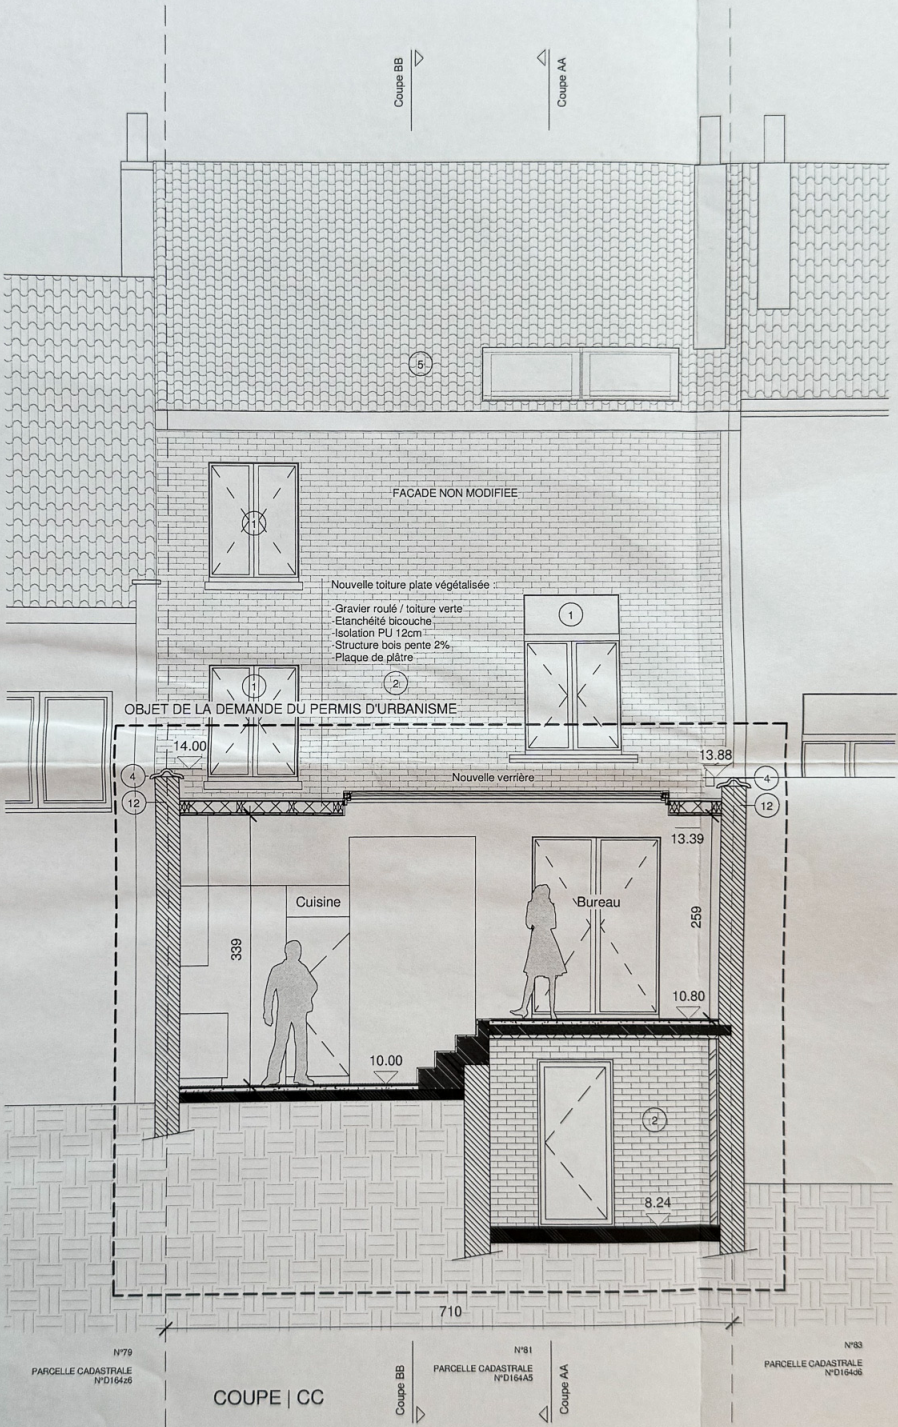 Coupe BB
Coupe AA
5
FACADE NON MODIFIEE
1
Nouvelle toiture plate végétalisée :
-Gravier roulé / toiture verte
-Etanchéité bicouche
-Isolation PU 12cm
-Structure bois pente 2%
-Plaque de plâtre
1
1
2
OBJET DE LA DEMANDE DU PERMIS D'URBANISME
14.00
13.88
4
Nouvelle verrière
4
12
12
13.39
Cuisine
Bureau
339
259
10.80
10.00
2
8.24
710
N°79
PARCELLE CADASTRALE
N°D164z6
N°81
PARCELLE CADASTRALE
N°D164A5
N°83
PARCELLE CADASTRALE
N°D164d6
COUPE | CC
Coupe BB
Coupe AA